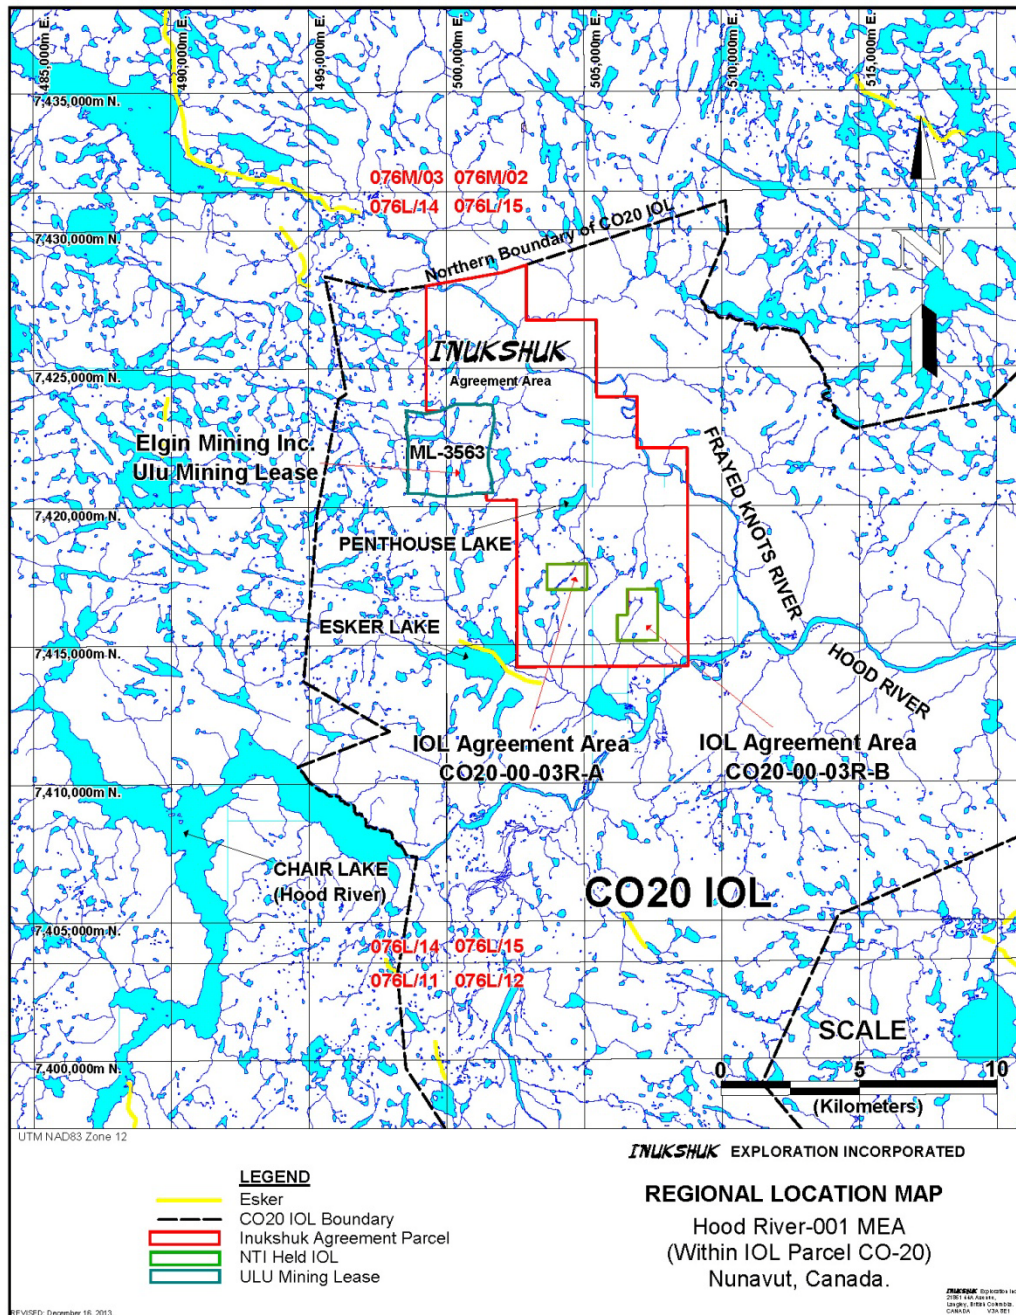 485,000m E.
490,000m E.
495,000m E.
500,000m E.
505,000m E.
510,000m E.
515,000m E.
7,435,000m N.
076M/03 076M/02
076L/14 076L/15
7,430,000m N.
Northern Boundary of CO20 IOL
N
INUKSHUK
Agreement Area
7,425,000m N.
Elgin Mining Inc.
Ulu Mining Lease
ML-3563
FRAYED KNOTS RIVER
7,420,000m N.
PENTHOUSE LAKE
ESKER LAKE
7,415,000m N.
HOOD RIVER
IOL Agreement Area
CO20-00-03R-A
IOL Agreement Area
CO20-00-03R-B
7,410,000m N.
CHAIR LAKE
(Hood River)
CO20 IOL
7,405,000m N.
076L/14 076L/15
076L/11 076L/12
SCALE
7,400,000m N.
0 5 10
(Kilometers)
UTM NAD83 Zone 12
INUKSHUK EXPLORATION INCORPORATED
LEGEND
Esker
CO20 IOL Boundary
Inukshuk Agreement Parcel
NTI Held IOL
ULU Mining Lease
REGIONAL LOCATION MAP
Hood River-001 MEA
(Within IOL Parcel CO-20)
Nunavut, Canada.
REVISED: December 16, 2013
INUKSHUK Exploration Inc
Langley, British Columbia
CANADA